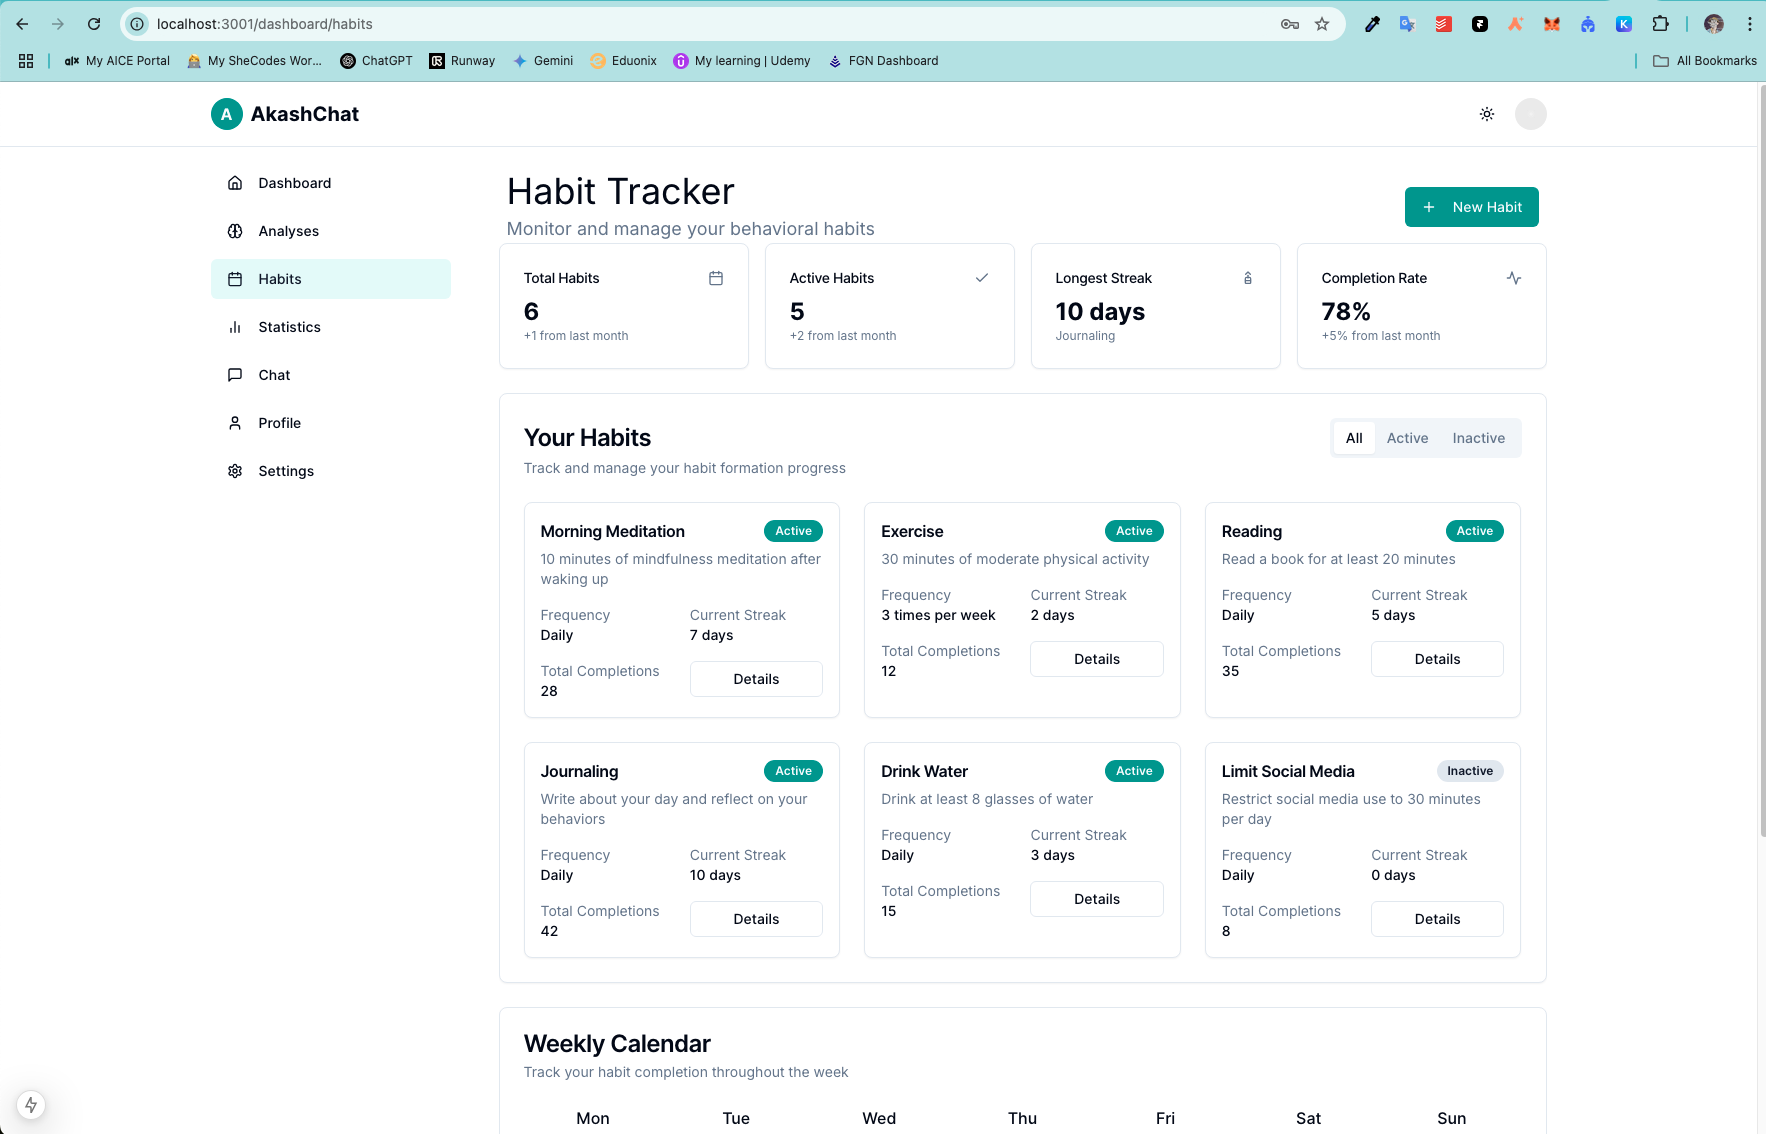 localhost:3001/dashboard/habits
alx My AICE Portal
My SheCodes Wor...
ChatGPT
Runway
Gemini
Eduonix
My learning | Udemy
FGN Dashboard
All Bookmarks
A AkashChat
Dashboard
Analyses
Habits
Statistics
Chat
Profile
Settings
Habit Tracker
Monitor and manage your behavioral habits
+ New Habit
Total Habits
6
+1 from last month
Active Habits
5
+2 from last month
Longest Streak
10 days
Journaling
Completion Rate
78%
+5% from last month
Your Habits
Track and manage your habit formation progress
All Active Inactive
Morning Meditation Active
10 minutes of mindfulness meditation after
waking up
Frequency Current Streak
Daily 7 days
Total Completions
28
Details
Exercise Active
30 minutes of moderate physical activity
Frequency Current Streak
3 times per week 2 days
Total Completions
12
Details
Reading Active
Read a book for at least 20 minutes
Frequency Current Streak
Daily 5 days
Total Completions
35
Details
Journaling Active
Write about your day and reflect on your
behaviors
Frequency Current Streak
Daily 10 days
Total Completions
42
Details
Drink Water Active
Drink at least 8 glasses of water
Frequency Current Streak
Daily 3 days
Total Completions
15
Details
Limit Social Media Inactive
Restrict social media use to 30 minutes
per day
Frequency Current Streak
Daily 0 days
Total Completions
8
Details
Weekly Calendar
Track your habit completion throughout the week
Mon Tue Wed Thu Fri Sat Sun